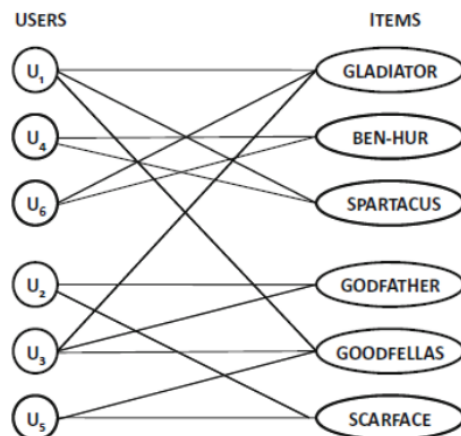 USERS ITEMS
U1 GLADIATOR
U4 BEN-HUR
U6 SPARTACUS
U2 GODFATHER
U3 GOODFELLAS
U5 SCARFACE